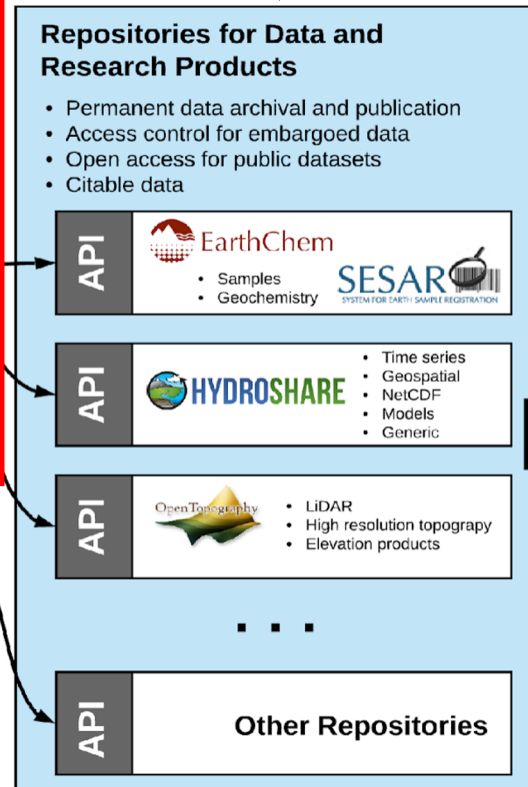 Repositories for Data and
Research Products
• Permanent data archival and publication
• Access control for embargoed data
• Open access for public datasets
• Citable data
API
EarthChem
• Samples
• Geochemistry
SESAR
SYSTEM FOR EARTH SAMPLE REGISTRATION
API
HYDROSHARE
• Time series
• Geospatial
• NetCDF
• Models
• Generic
API
OpenTopography
• LiDAR
• High resolution topograpy
• Elevation products
. . .
API
Other Repositories